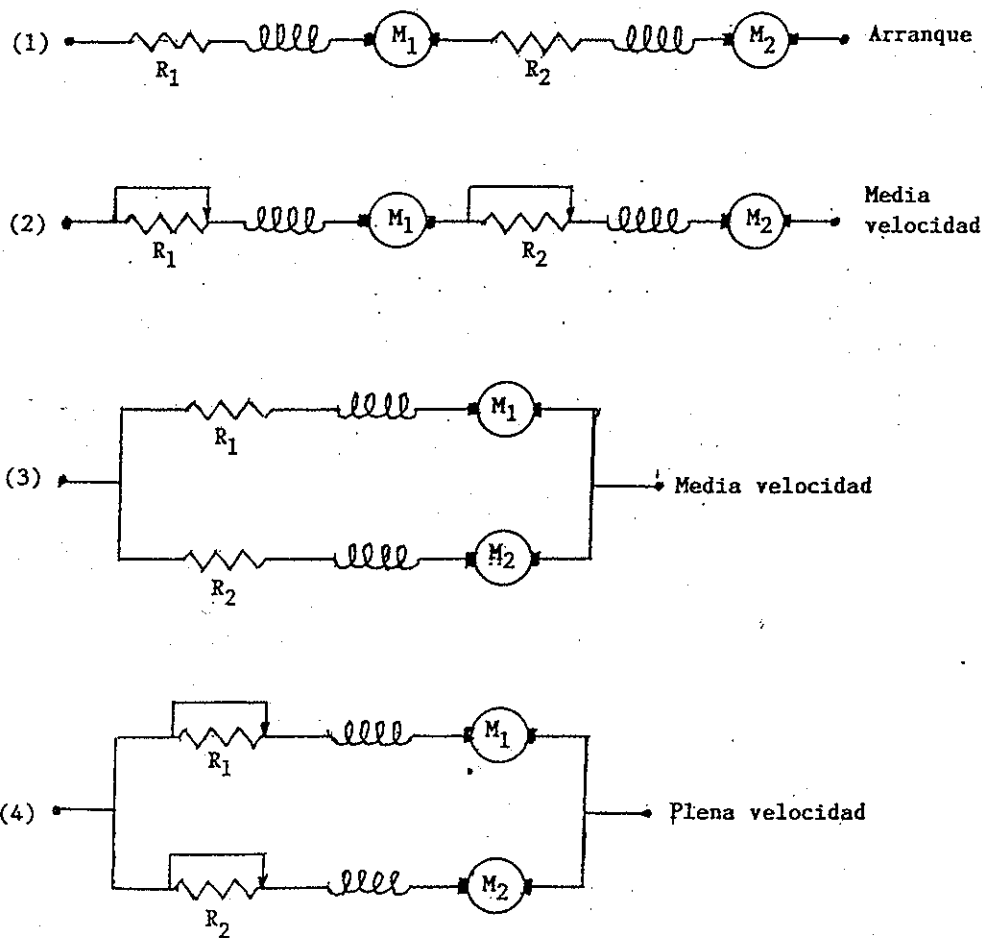 (1) M₁ M₂ Arranque
R₁ R₂
(2) M₁ M₂ Media velocidad
R₁ R₂
M₁
R₁
(3) Media velocidad
M₂
R₂
M₁
R₁
(4) Plena velocidad
M₂
R₂